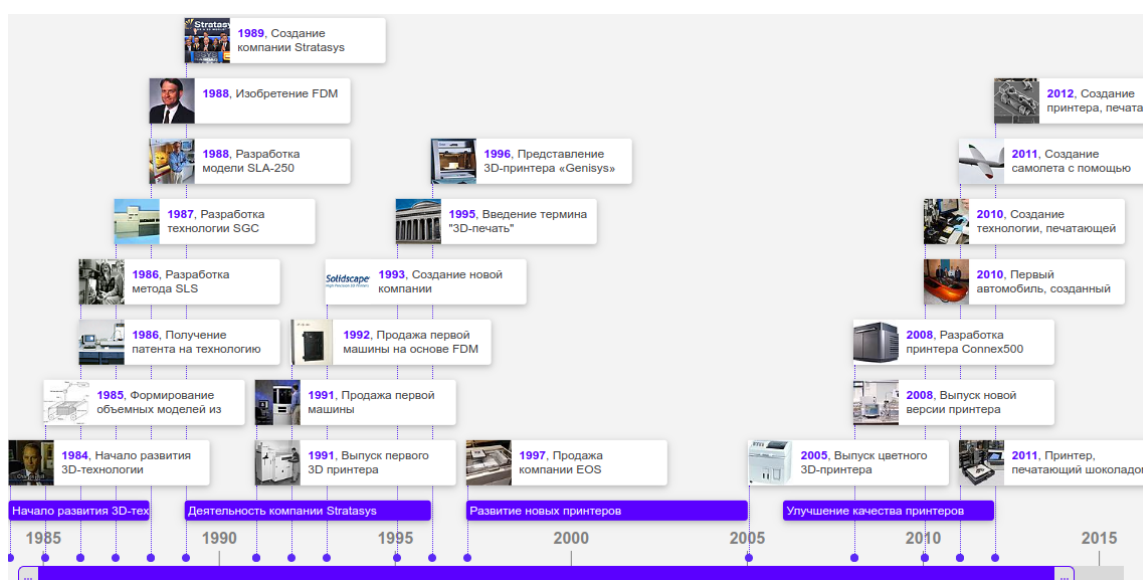 Stratasys
1989, Создание
компании Stratasys
1988, Изобретение FDM
2012, Создание
принтера, печата
1988, Разработка
модели SLA-250
1996, Представление
3D-принтера «Genisys»
2011, Создание
самолета с помощью
1987, Разработка
технологии SGC
1995, Введение термина
"3D-печать"
2010, Создание
технологии, печатающей
1986, Разработка
метода SLS
Solidscape
1993, Создание новой
компании
2010, Первый
автомобиль, созданный
1986, Получение
патента на технологию
1992, Продажа первой
машины на основе FDM
2008, Разработка
принтера Connex500
1985, Формирование
объемных моделей из
1991, Продажа первой
машины
2008, Выпуск новой
версии принтера
1984, Начало развития
3D-технологии
1991, Выпуск первого
3D принтера
1997, Продажа
компании EOS
2005, Выпуск цветного
3D-принтера
2011, Принтер,
печатающий шоколадом
Начало развития 3D-тех
Деятельность компании Stratasys
Развитие новых принтеров
Улучшение качества принтеров
1985 1990 1995 2000 2005 2010 2015
... ...